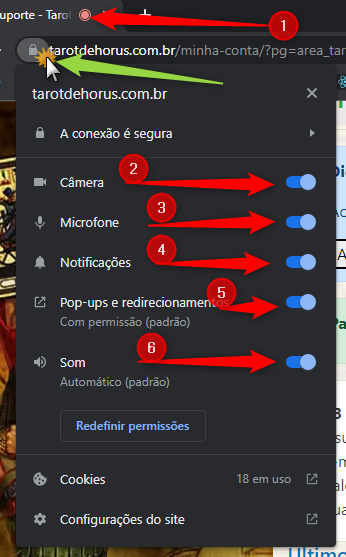 uporte - Tarot
1
tarotdehorus.com.br/minha-conta/?pg=area_tar
tarotdehorus.com.br
A conexão é segura
2
Câmera
3
Microfone
4
Notificações
5
Pop-ups e redirecionamentos
Com permissão (padrão)
6
Som
Automático (padrão)
Redefinir permissões
Cookies
18 em uso
Configurações do site